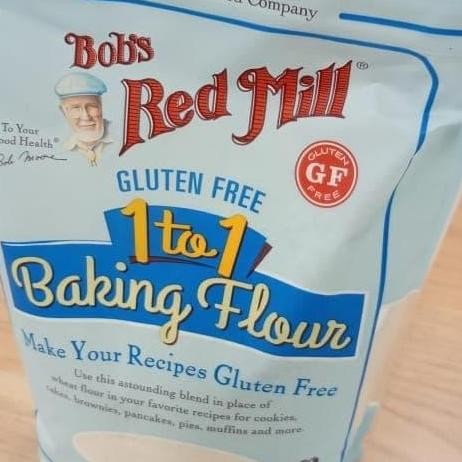 Company
Bob's
Red Mill®
To Your
Good Health®
Bob Moore
GLUTEN FREE
GLUTEN
GF
FREE
1 to 1
Baking Flour
Make Your Recipes Gluten Free
Use this astounding blend in place of
wheat flour in your favorite recipes for cookies,
cakes, brownies, pancakes, pies, muffins and more.